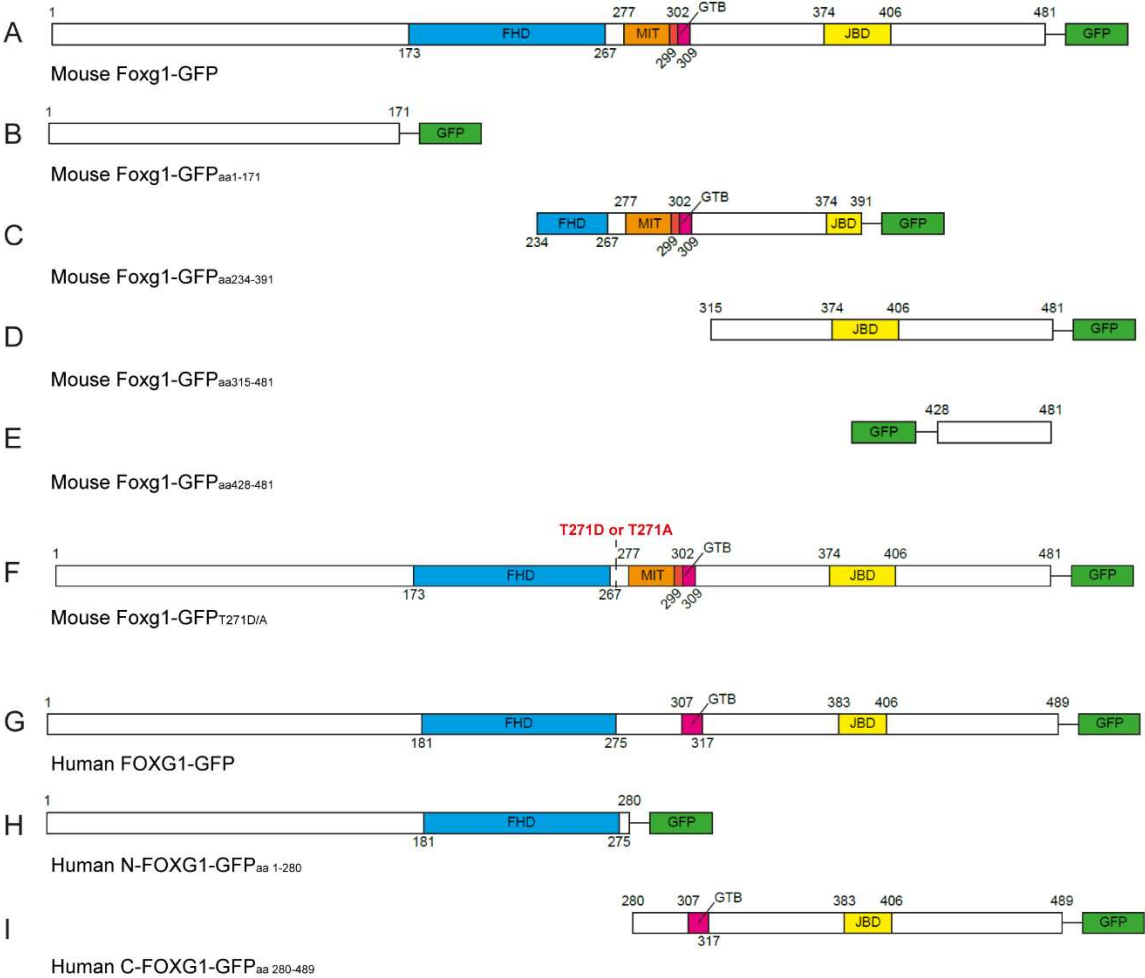 1 277 302 GTB 374 406 481
A FHD MIT JBD GFP
173 267 299 309
Mouse Foxg1-GFP
1 171
B GFP
Mouse Foxg1-GFPaa1-171
277 302 GTB 374 391
C FHD MIT JBD GFP
234 267 299 309
Mouse Foxg1-GFPaa234-391
315 374 406 481
D JBD GFP
Mouse Foxg1-GFPaa315-481
428 481
E GFP
Mouse Foxg1-GFPaa428-481
T271D or T271A
1 277 302 GTB 374 406 481
F FHD MIT JBD GFP
173 267 299 309
Mouse Foxg1-GFPT271D/A
1 307 GTB 383 406 489
G FHD JBD GFP
181 275 317
Human FOXG1-GFP
1 280
H FHD GFP
181 275
Human N-FOXG1-GFPaa 1-280
280 307 GTB 383 406 489
I JBD GFP
317
Human C-FOXG1-GFPaa 280-489